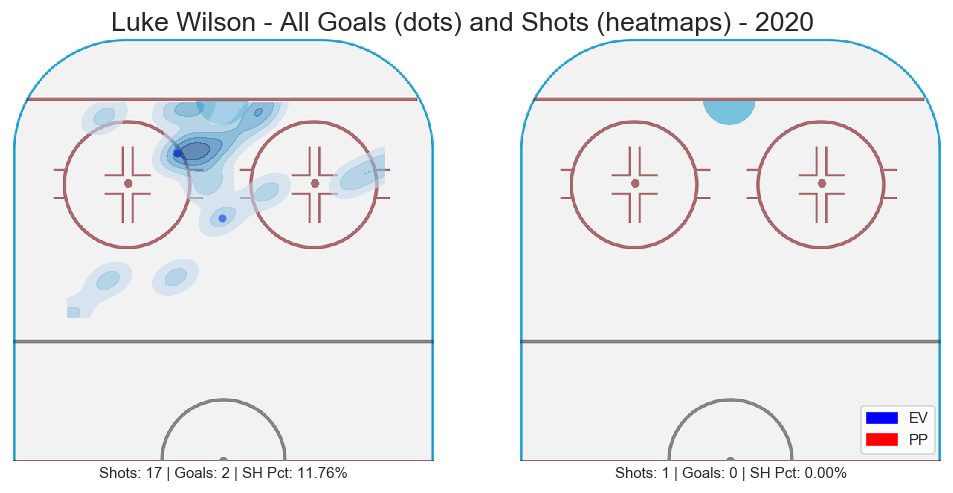 Luke Wilson - All Goals (dots) and Shots (heatmaps) - 2020
EV
PP
Shots: 17 | Goals: 2 | SH Pct: 11.76%
Shots: 1 | Goals: 0 | SH Pct: 0.00%